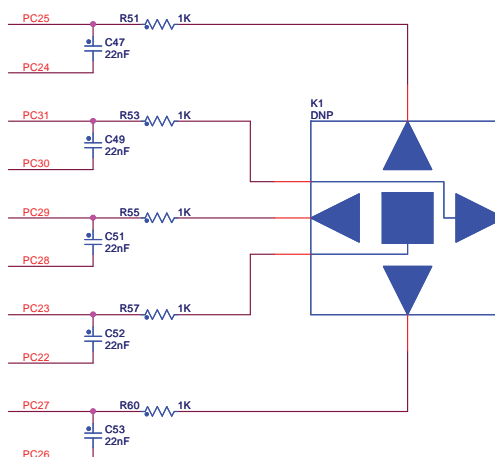 PC25 R51 1K
C47
22nF
PC24
K1
DNP
PC31 R53 1K
C49
22nF
PC30
PC29 R55 1K
C51
22nF
PC28
PC23 R57 1K
C52
22nF
PC22
PC27 R60 1K
C53
22nF
PC26